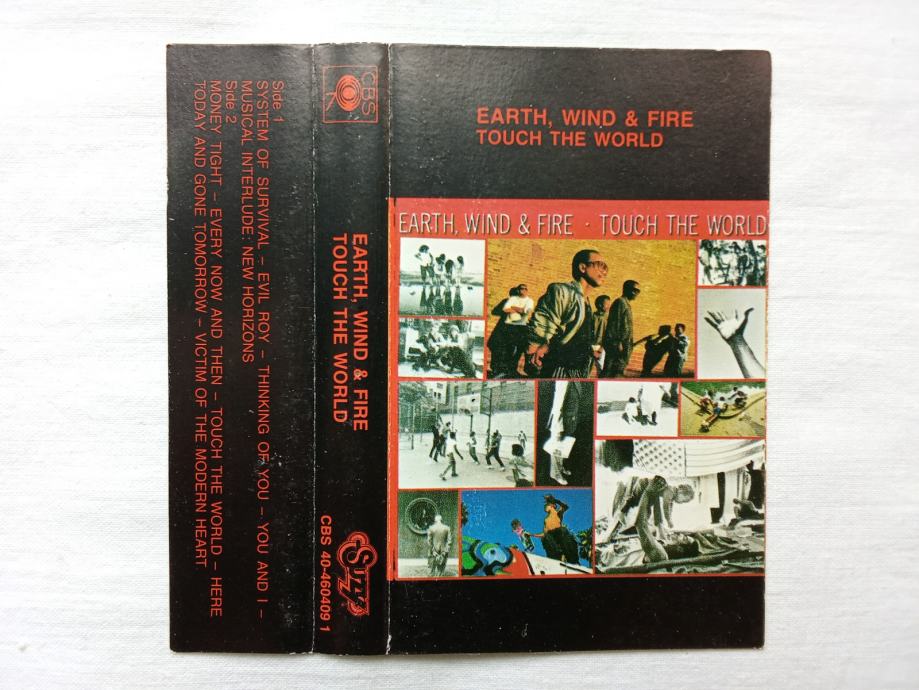 EARTH, WIND & FIRE
TOUCH THE WORLD
EARTH, WIND & FIRE · TOUCH THE WORLD
CBS
EARTH, WIND & FIRE
TOUCH THE WORLD
Suzy
CBS 40-460409 1
Side 1
SYSTEM OF SURVIVAL – EVIL ROY – THINKING OF YOU – YOU AND I –
MUSICAL INTERLUDE: NEW HORIZONS
Side 2
MONEY TIGHT – EVERY NOW AND THEN – TOUCH THE WORLD – HERE
TODAY AND GONE TOMORROW – VICTIM OF THE MODERN HEART